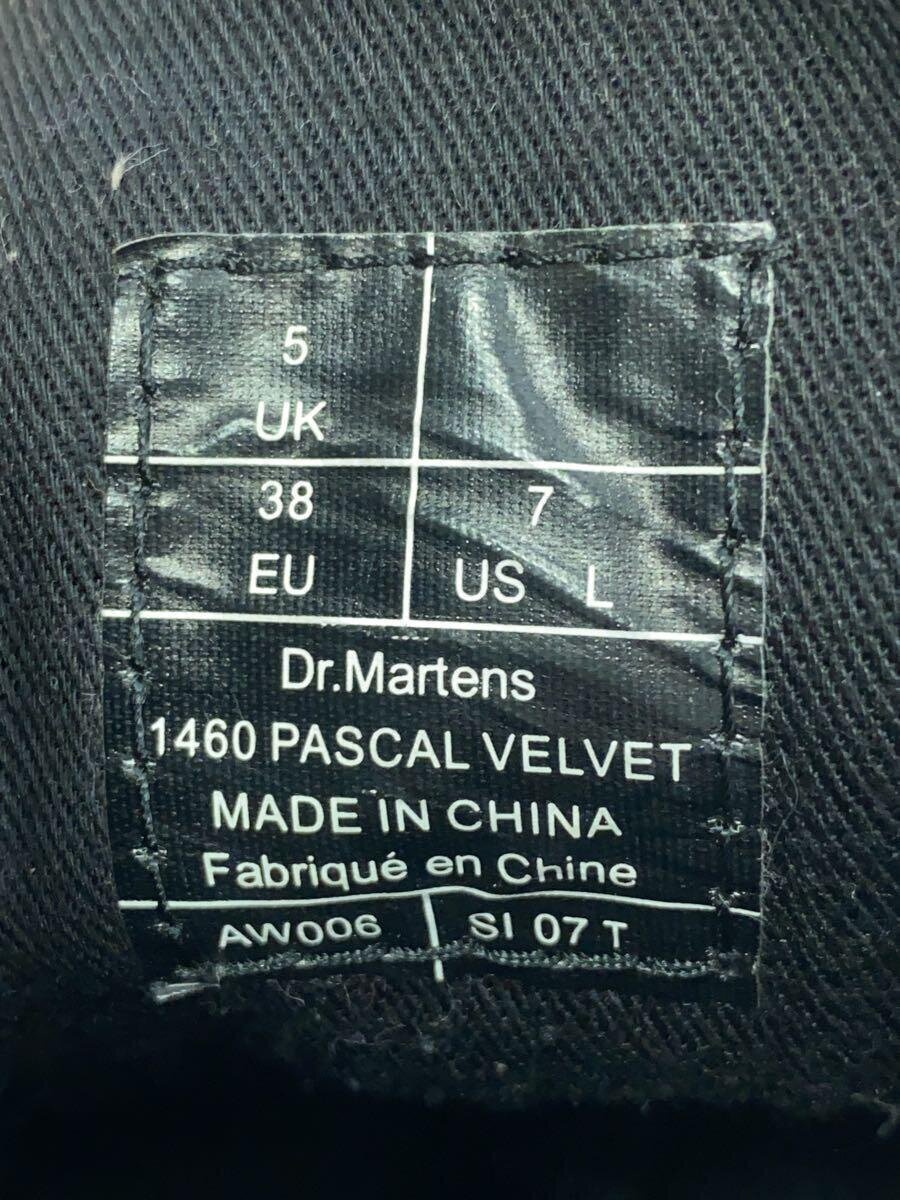 5
UK
38
EU
7
US L
Dr.Martens
1460 PASCAL VELVET
MADE IN CHINA
Fabriqué en Chine
AW006
SI 07 T